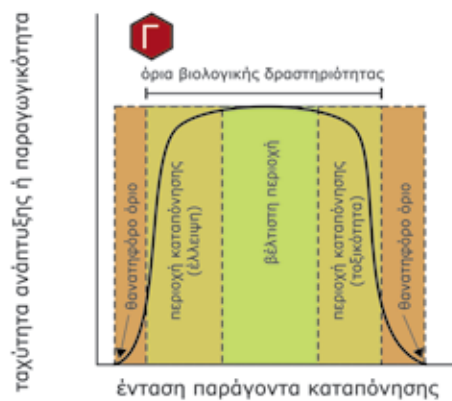 Γ
όρια βιολογικής δραστηριότητας
ταχύτητα ανάπτυξης ή παραγωγικότητα
θανατηφόρο όριο
περιοχή καταπόνησης
(έλλειψη)
βέλτιστη περιοχή
περιοχή καταπόνησης
(τοξικότητα)
θανατηφόρο όριο
ένταση παράγοντα καταπόνησης